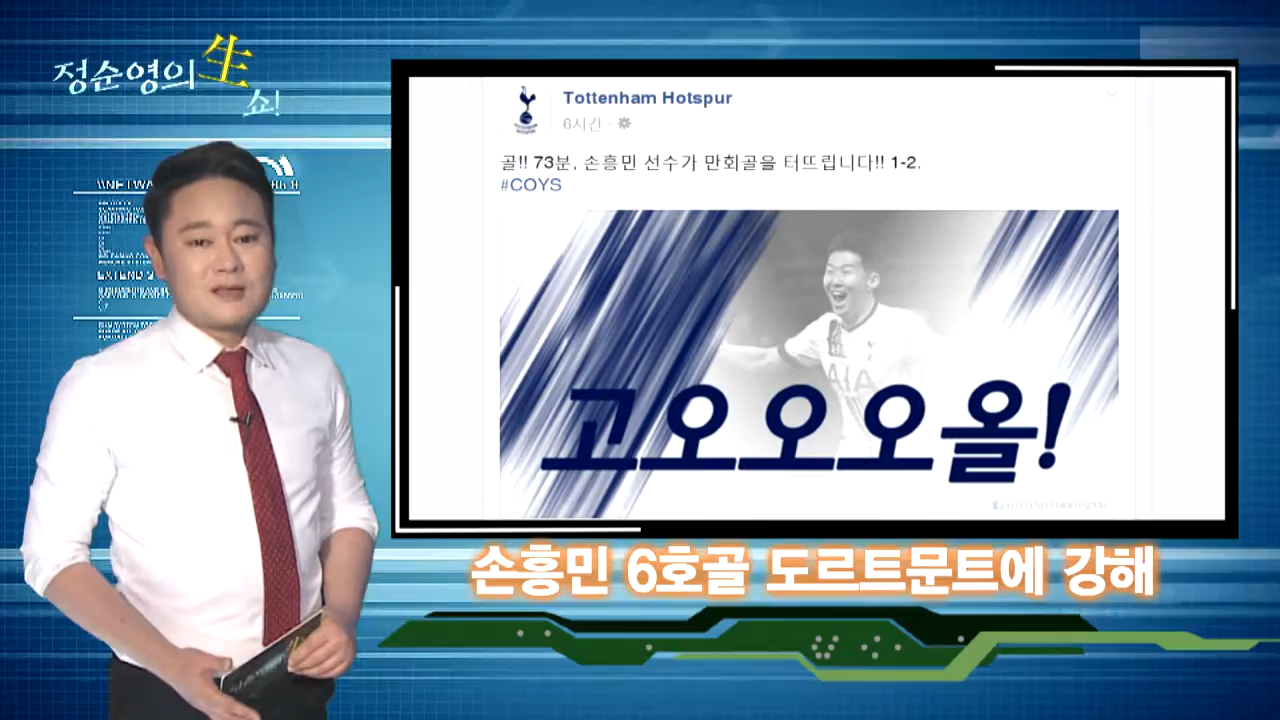 정순영의 生
쇼!
Tottenham Hotspur
6시간 ·
골!! 73분, 손흥민 선수가 만회골을 터뜨립니다!! 1-2.
#COYS
AIA
고오오오올!
손흥민 6호골 도르트문트에 강해